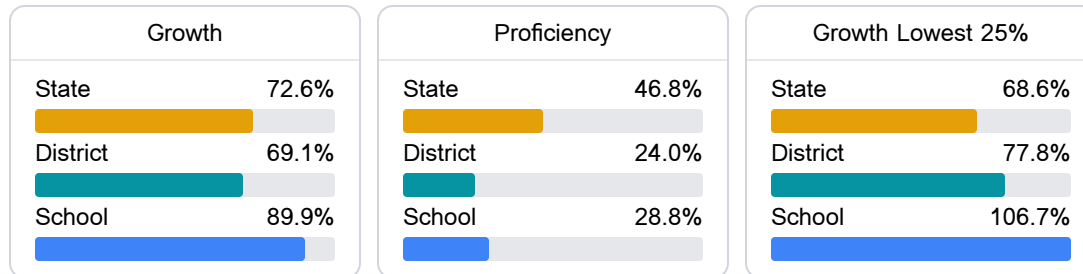 Growth
State 72.6%
District 69.1%
School 89.9%
Proficiency
State 46.8%
District 24.0%
School 28.8%
Growth Lowest 25%
State 68.6%
District 77.8%
School 106.7%